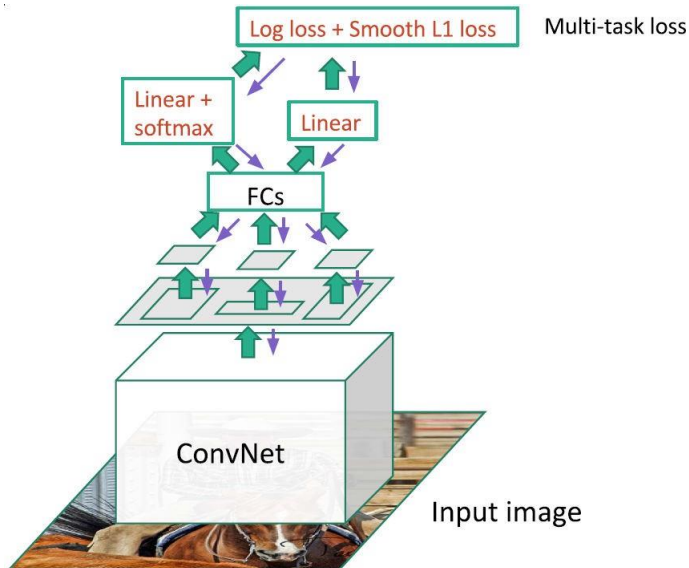 Log loss + Smooth L1 loss
Multi-task loss
Linear +
softmax
Linear
FCs
ConvNet
Input image